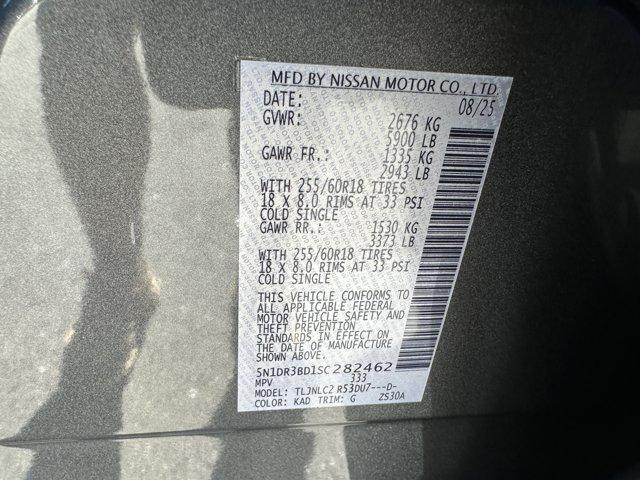 MFD BY NISSAN MOTOR CO., LTD.
DATE: 08/25
GVWR: 2676 KG
5900 LB
GAWR FR.: 1335 KG
2943 LB
WITH 255/60R18 TIRES
18 X 8.0 RIMS AT 33 PSI
COLD SINGLE
GAWR RR.: 1530 KG
3373 LB
WITH 255/60R18 TIRES
18 X 8.0 RIMS AT 33 PSI
COLD SINGLE
THIS VEHICLE CONFORMS TO
ALL APPLICABLE FEDERAL
MOTOR VEHICLE SAFETY AND
THEFT PREVENTION
STANDARDS IN EFFECT ON
THE DATE OF MANUFACTURE
SHOWN ABOVE.
5N1DR3BD1SC282462
MPV 333
MODEL: TLJNLC2 R53DU7---D-
COLOR: KAD TRIM: G ZS30A